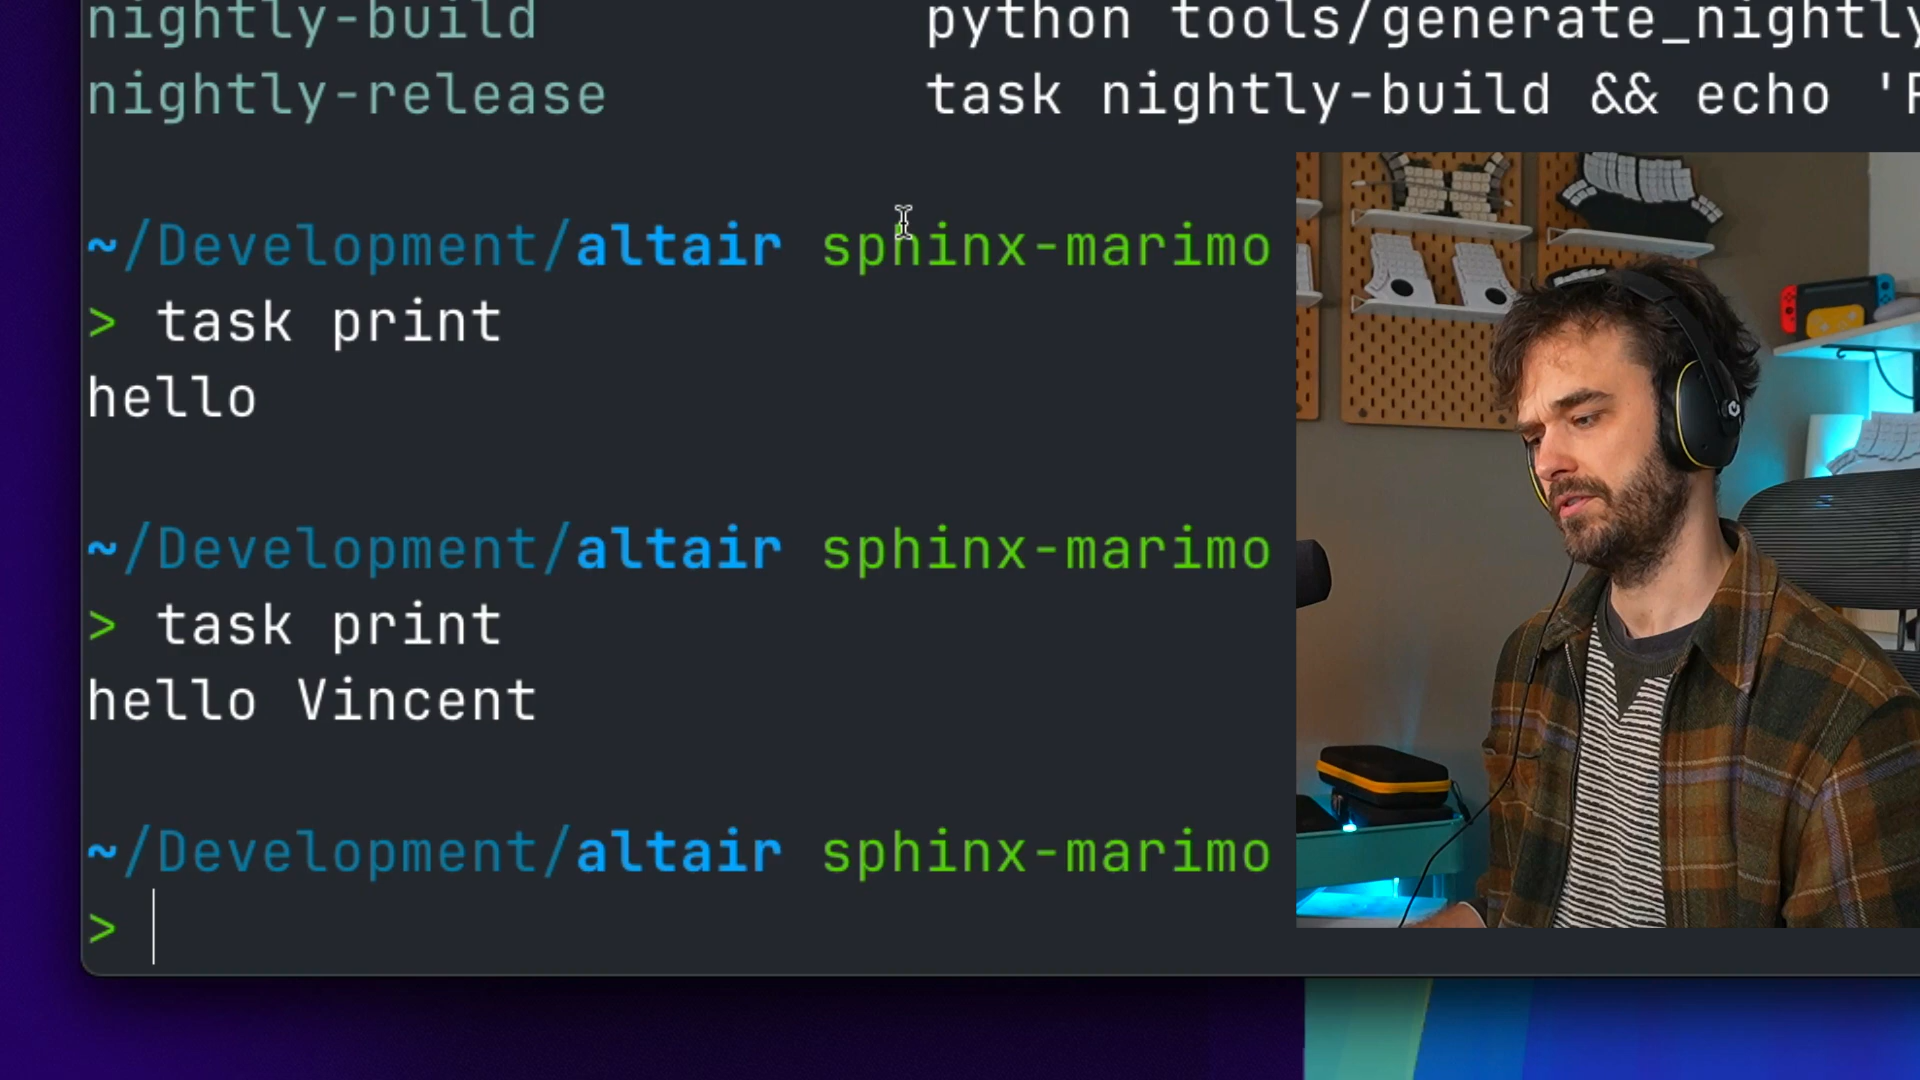 nightly-build python tools/generate_nightly
nightly-release task nightly-build && echo '
~/Development/altair sphinx-marimo
> task print
hello
~/Development/altair sphinx-marimo
> task print
hello Vincent
~/Development/altair sphinx-marimo
>